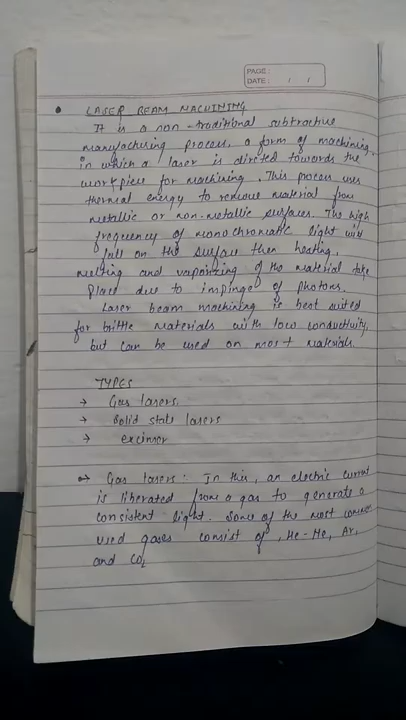 PAGE :
DATE : / /
• LASER BEAM MACHINING
It is a non-traditional subtractive
manufacturing process, a form of machining,
in which a laser is directed towards the
workpiece for machining. This process uses
thermal energy to remove material from
metallic or non-metallic surfaces. The high
frequency of monochromatic light will
fall on the surface then heating,
melting and vaporizing of the material take
place due to impinge of photons.
Laser beam machining is best suited
for brittle materials with low conductivity,
but can be used on most materials.
TYPES
→ Gas lasers
→ Solid state lasers
→ excimer
⇒ Gas lasers : In this, an electric current
is liberated from a gas to generate a
consistent light. Some of the most common
used gases consist of, He-Ne, Ar,
and CO₂